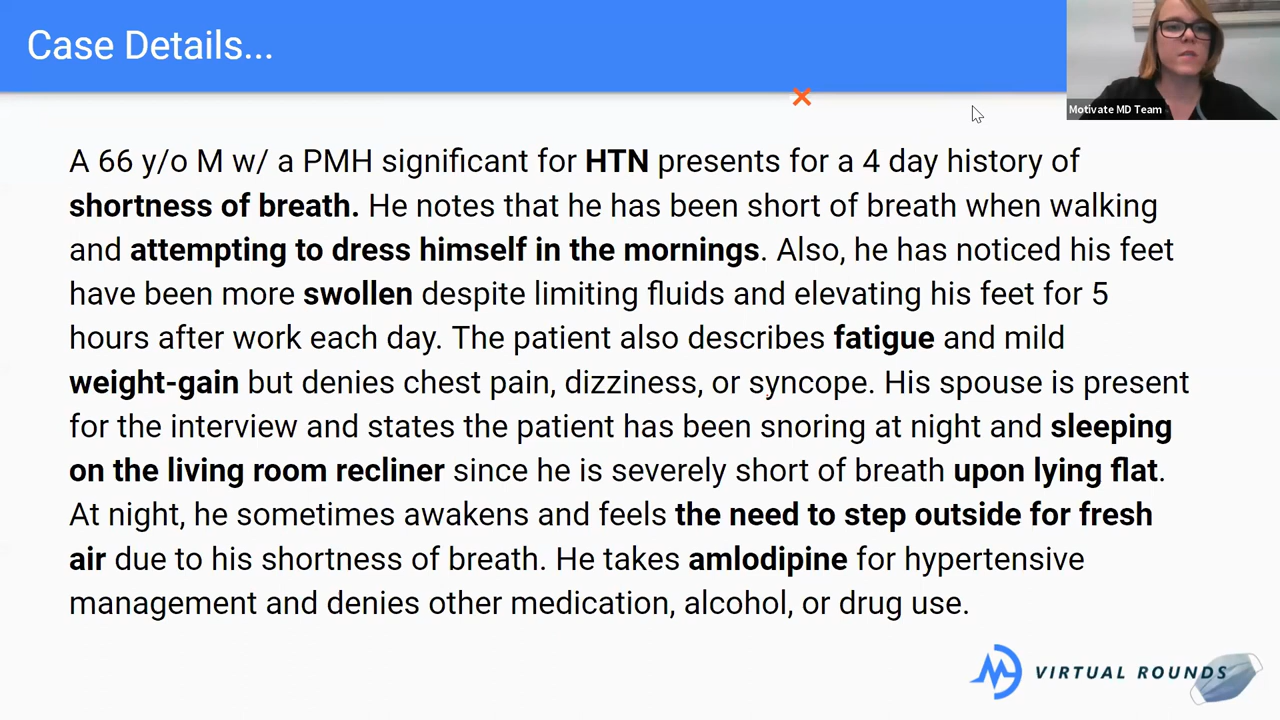 Case Details...
Motivate MD Team
A 66 y/o M w/ a PMH significant for HTN presents for a 4 day history of
shortness of breath. He notes that he has been short of breath when walking
and attempting to dress himself in the mornings. Also, he has noticed his feet
have been more swollen despite limiting fluids and elevating his feet for 5
hours after work each day. The patient also describes fatigue and mild
weight-gain but denies chest pain, dizziness, or syncope. His spouse is present
for the interview and states the patient has been snoring at night and sleeping
on the living room recliner since he is severely short of breath upon lying flat.
At night, he sometimes awakens and feels the need to step outside for fresh
air due to his shortness of breath. He takes amlodipine for hypertensive
management and denies other medication, alcohol, or drug use.
VIRTUAL ROUNDS